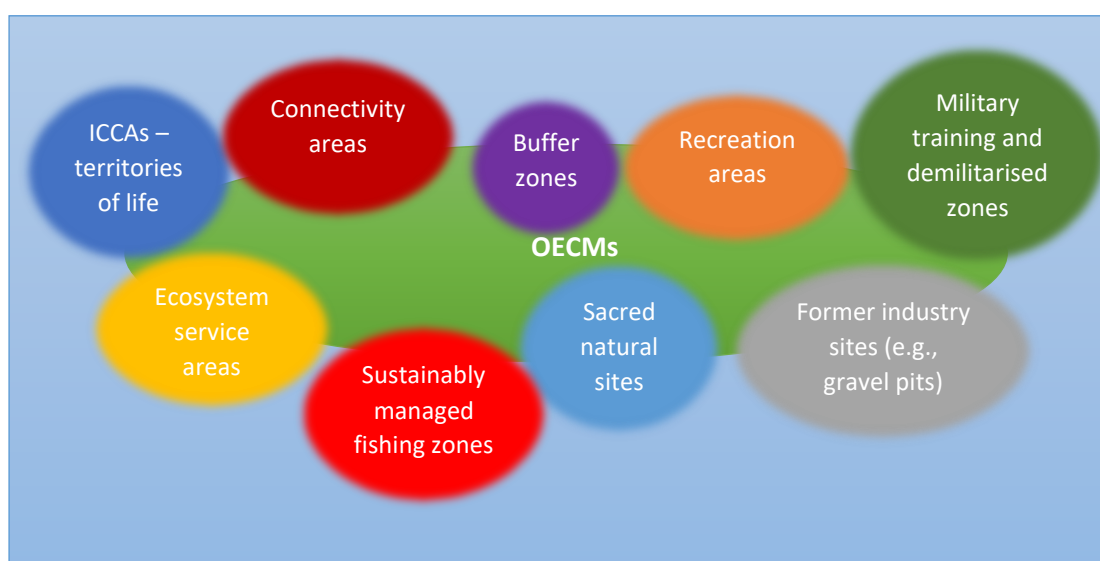 ICCAs –
territories
of life
Connectivity
areas
Buffer
zones
Recreation
areas
Military
training and
demilitarised
zones
OECMs
Ecosystem
service
areas
Sustainably
managed
fishing zones
Sacred
natural
sites
Former industry
sites (e.g.,
gravel pits)